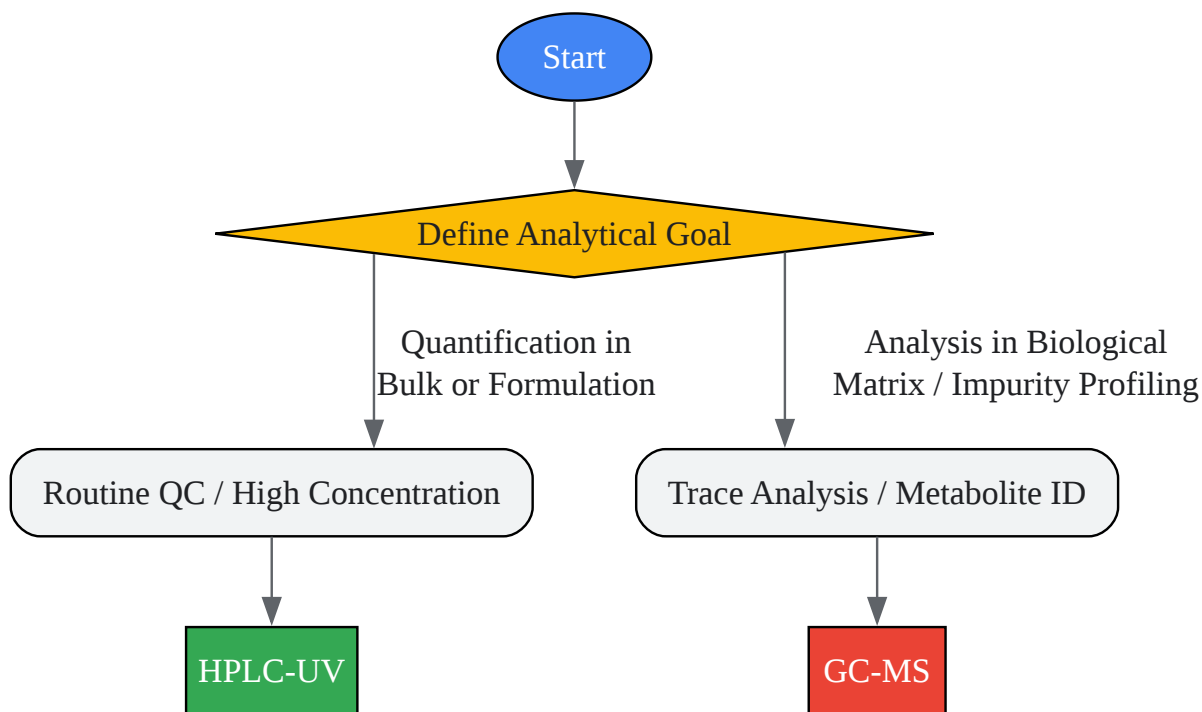 Start
Define Analytical Goal
Quantification in
Bulk or Formulation
Analysis in Biological
Matrix / Impurity Profiling
Routine QC / High Concentration
Trace Analysis / Metabolite ID
HPLC-UV
GC-MS